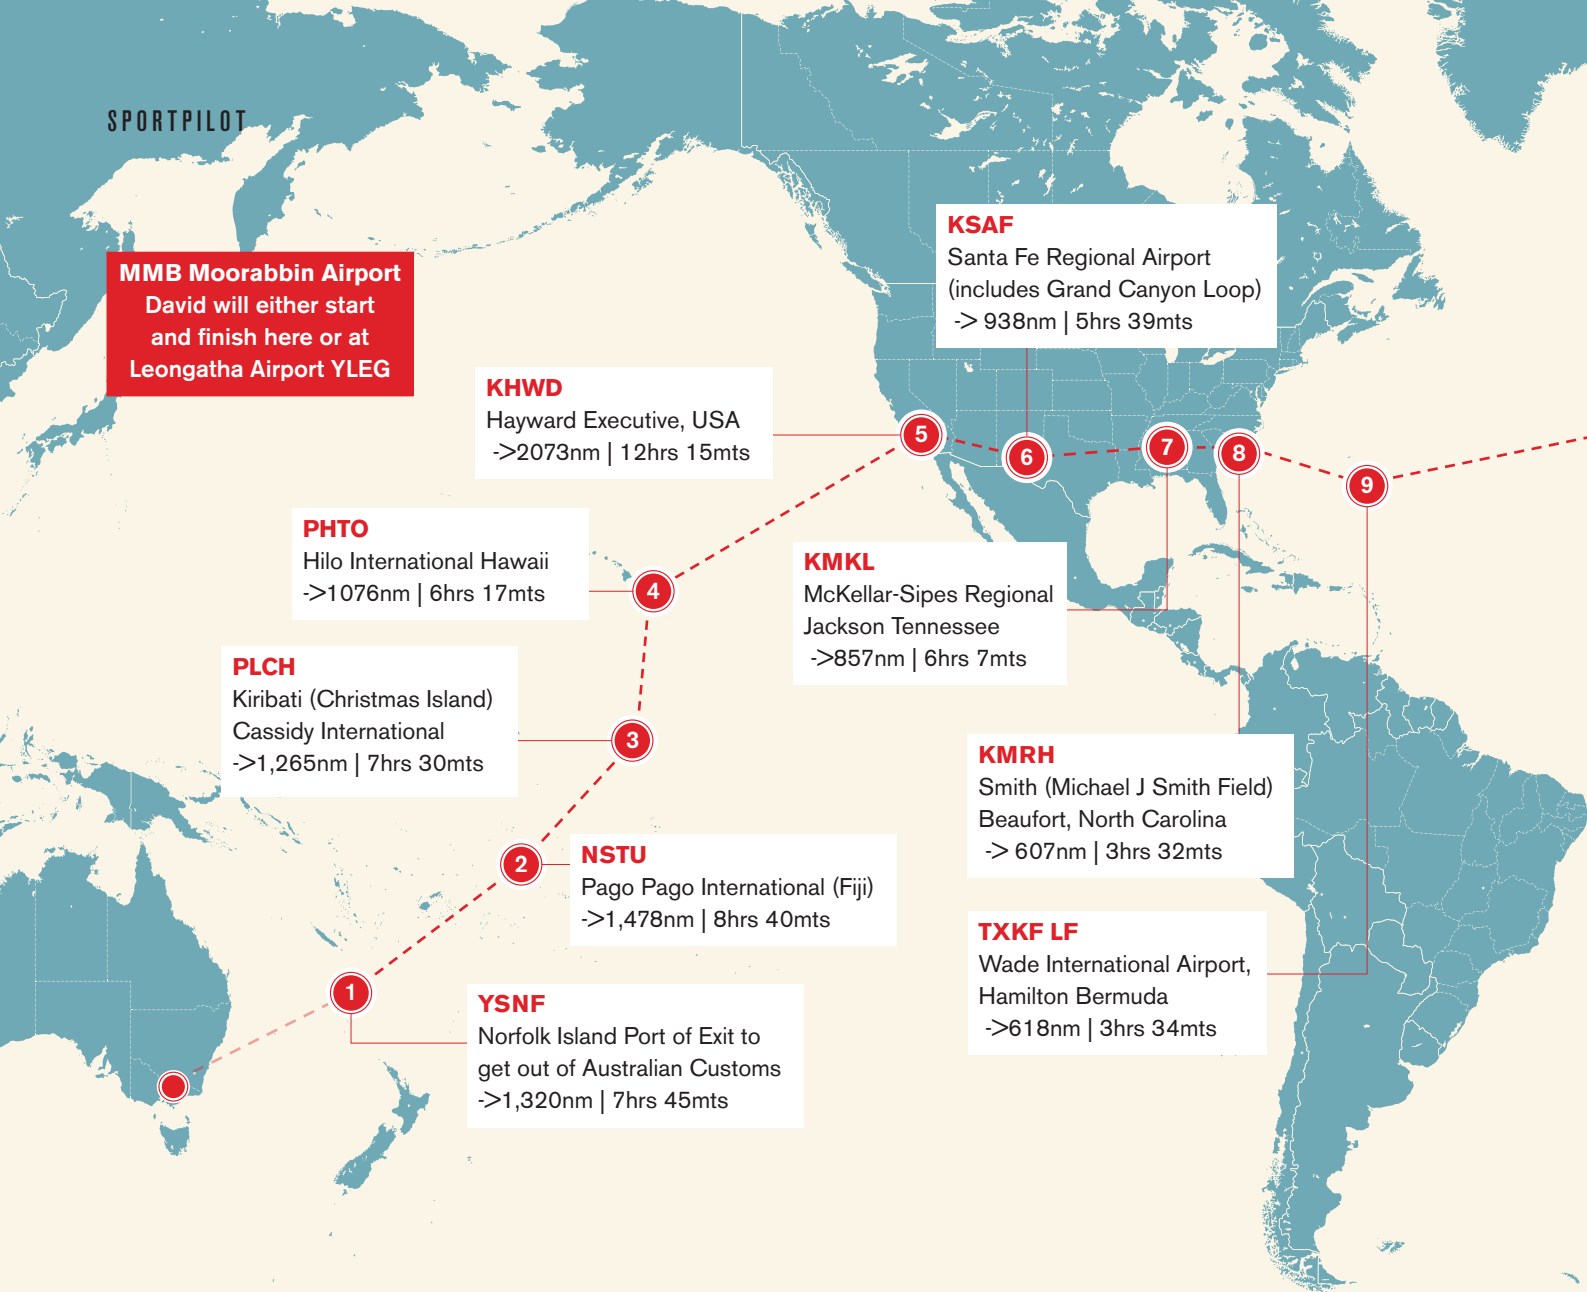 SPORTPILOT
MMB Moorabbin Airport
David will either start
and finish here or at
Leongatha Airport YLEG
KSAF
Santa Fe Regional Airport
(includes Grand Canyon Loop)
-> 938nm | 5hrs 39mts
KHWD
Hayward Executive, USA
->2073nm | 12hrs 15mts
5
6
7
8
9
PHTO
Hilo International Hawaii
->1076nm | 6hrs 17mts
4
KMKL
McKellar-Sipes Regional
Jackson Tennessee
->857nm | 6hrs 7mts
PLCH
Kiribati (Christmas Island)
Cassidy International
->1,265nm | 7hrs 30mts
3
KMRH
Smith (Michael J Smith Field)
Beaufort, North Carolina
-> 607nm | 3hrs 32mts
2
NSTU
Pago Pago International (Fiji)
->1,478nm | 8hrs 40mts
TXKF LF
Wade International Airport,
Hamilton Bermuda
->618nm | 3hrs 34mts
1
YSNF
Norfolk Island Port of Exit to
get out of Australian Customs
->1,320nm | 7hrs 45mts